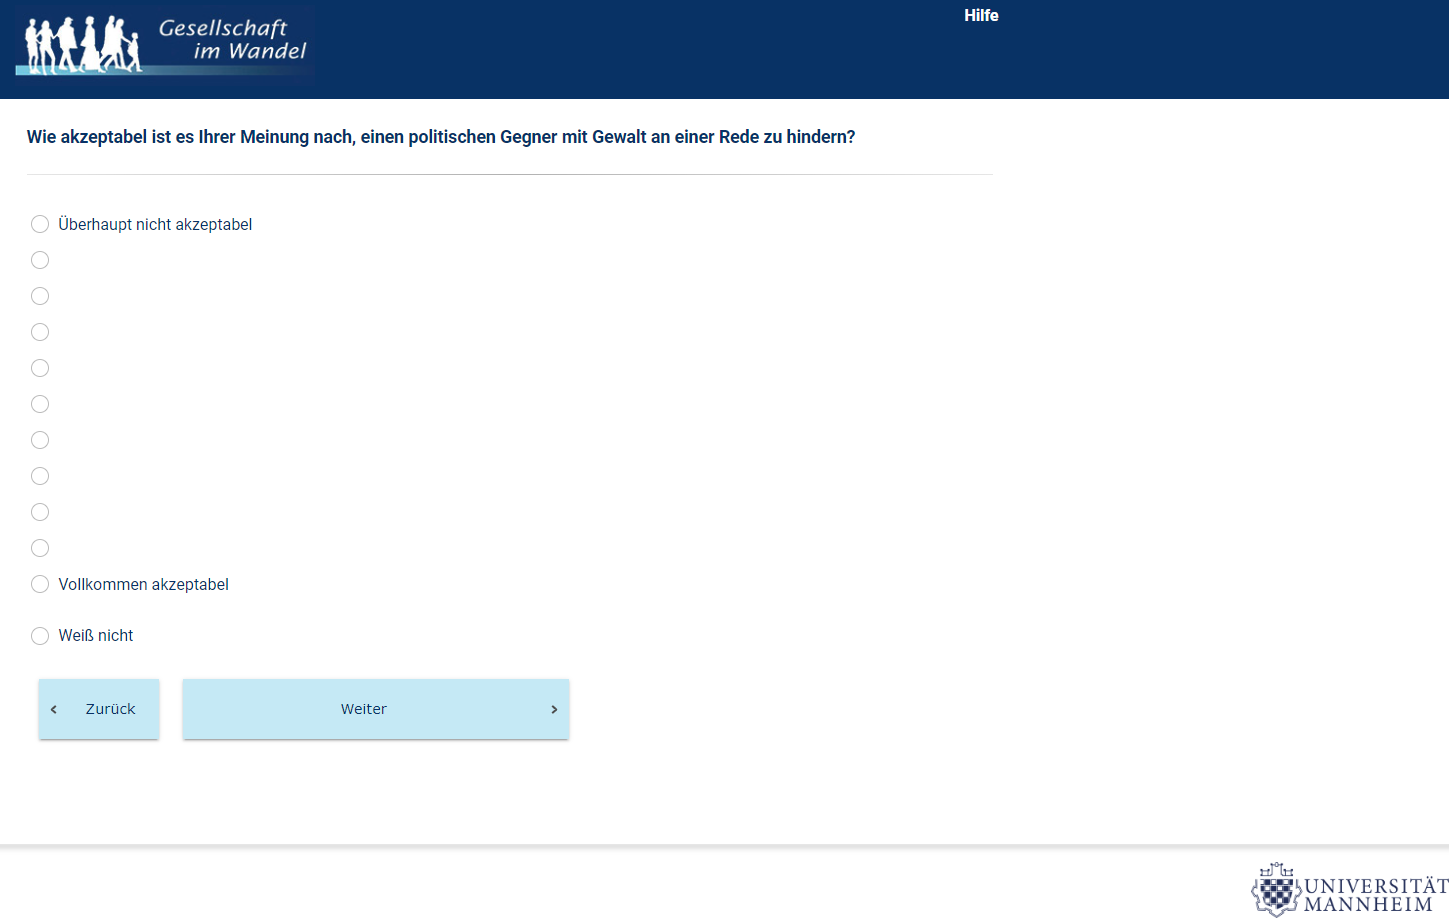 Gesellschaft
im Wandel
Hilfe
Wie akzeptabel ist es Ihrer Meinung nach, einen politischen Gegner mit Gewalt an einer Rede zu hindern?
Überhaupt nicht akzeptabel
Vollkommen akzeptabel
Weiß nicht
Zurück
Weiter
UNIVERSITÄT
MANNHEIM